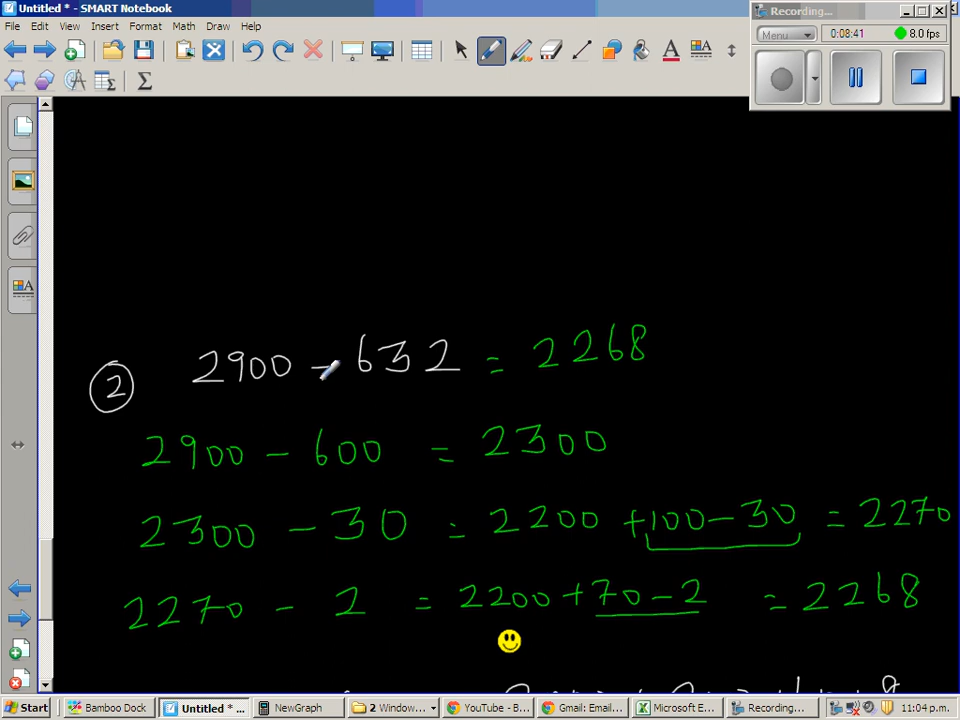 Untitled * - SMART Notebook
File Edit View Insert Format Math Draw Help
Recording...
Menu 0:08:41 8.0 fps
② 2900 - 632 = 2268
2900 - 600 = 2300
2300 - 30 = 2200 + 100 - 30 = 2270
2270 - 2 = 2200 + 70 - 2 = 2268
Start Bamboo Dock Untitled * ... NewGraph 2 Window... YouTube - B... Gmail: Email... Microsoft E... Recording... 11:04 p.m.